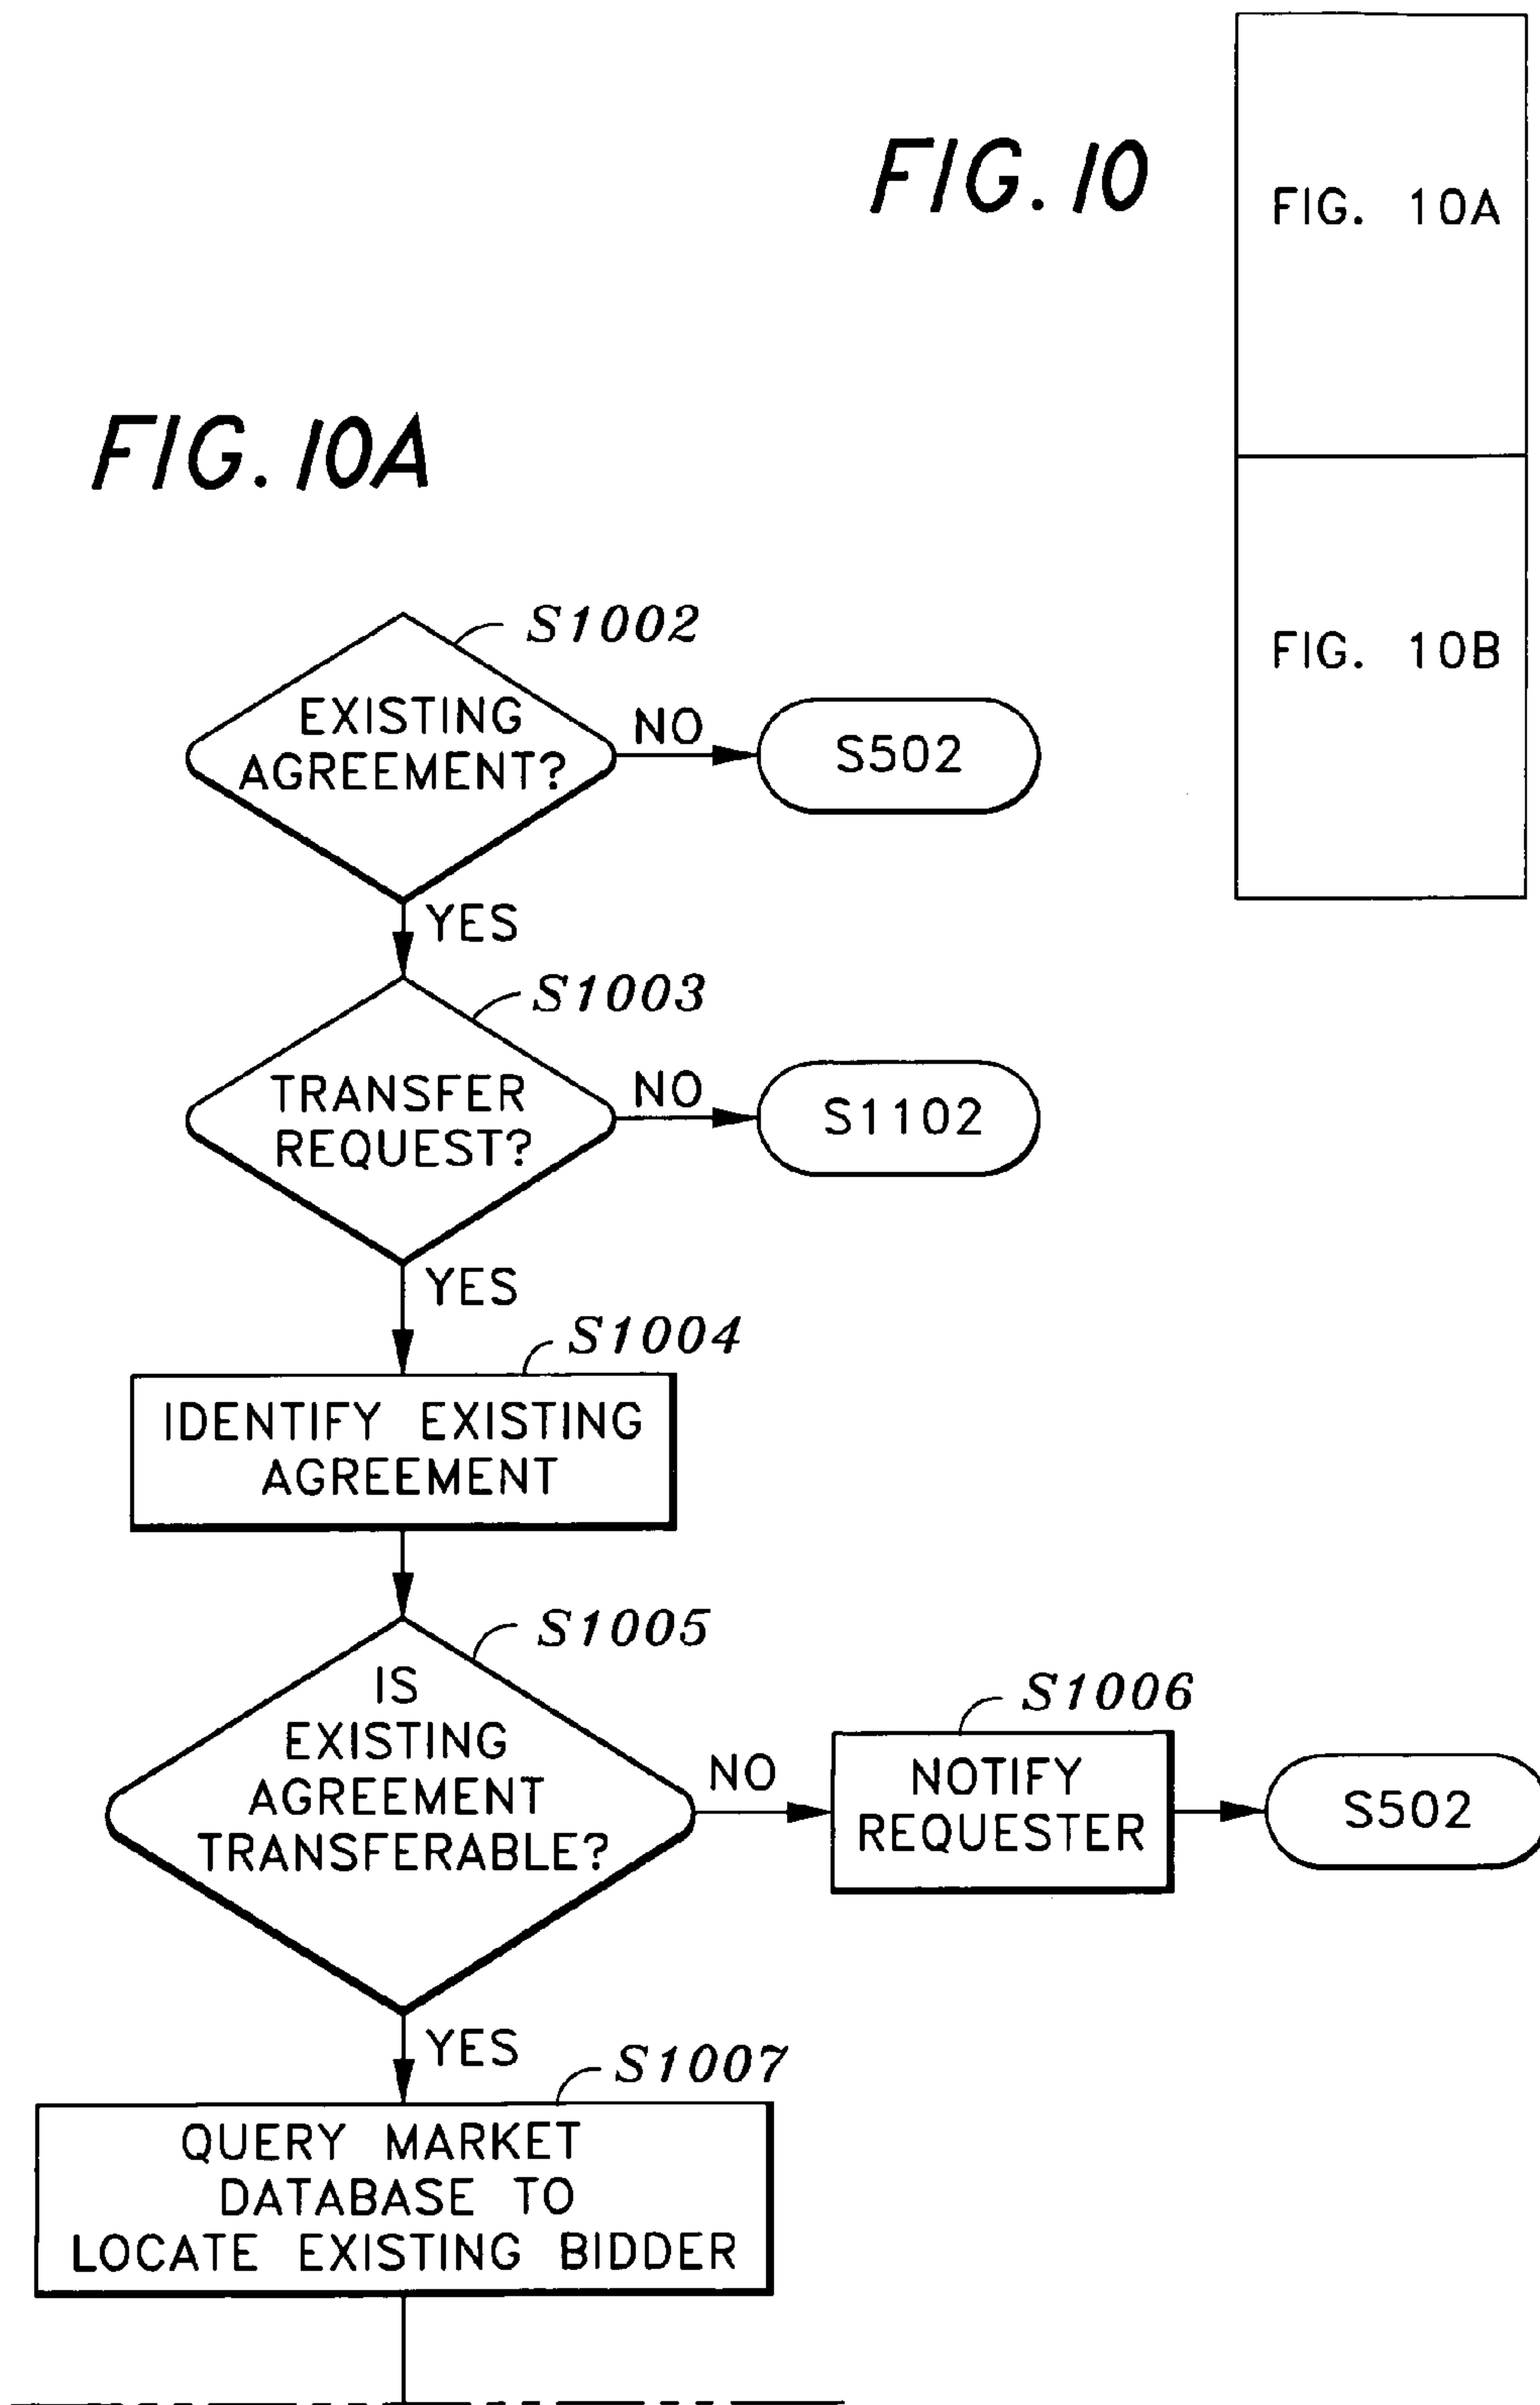 FIG. 10
FIG. 10A
FIG. 10B
FIG. 10A
S1002
EXISTING
AGREEMENT?
NO
S502
YES
S1003
TRANSFER
REQUEST?
NO
S1102
YES
S1004
IDENTIFY EXISTING
AGREEMENT
S1005
IS
EXISTING
AGREEMENT
TRANSFERABLE?
NO
S1006
NOTIFY
REQUESTER
S502
YES
S1007
QUERY MARKET
DATABASE TO
LOCATE EXISTING BIDDER